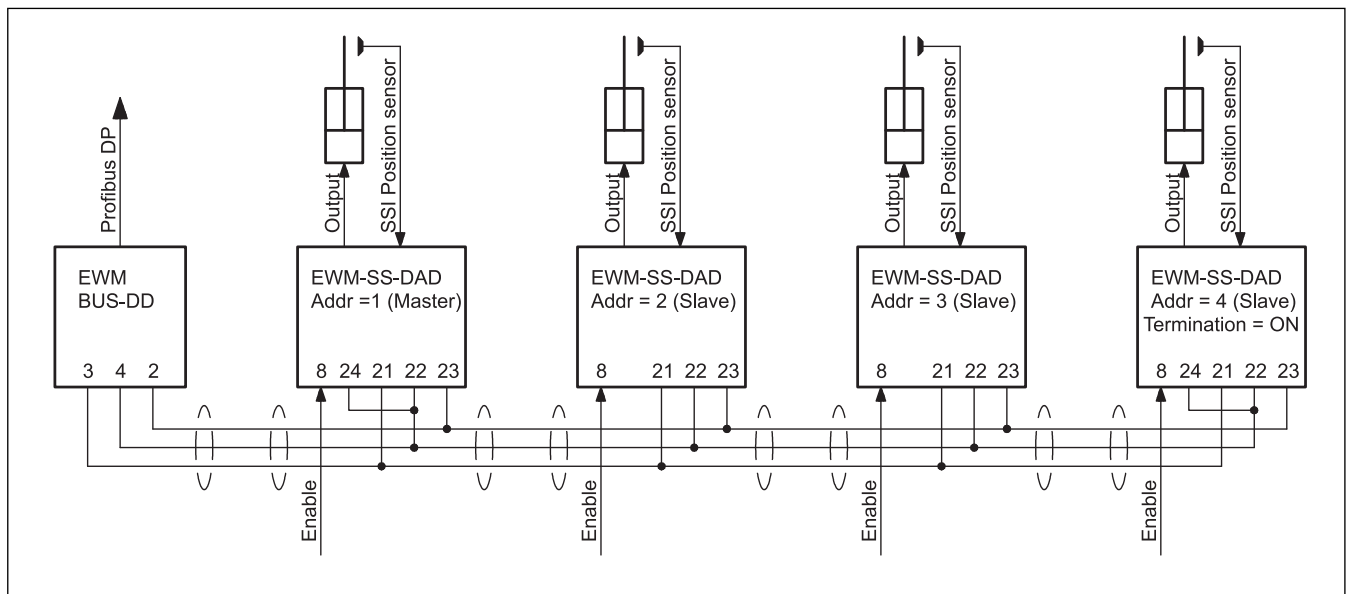 Profibus DP
EWM
BUS-DD
3 4 2
Output
SSI Position sensor
EWM-SS-DAD
Addr =1 (Master)
8 24 21 22 23
Enable
Output
SSI Position sensor
EWM-SS-DAD
Addr = 2 (Slave)
8 21 22 23
Enable
Output
SSI Position sensor
EWM-SS-DAD
Addr = 3 (Slave)
8 21 22 23
Enable
Output
SSI Position sensor
EWM-SS-DAD
Addr = 4 (Slave)
Termination = ON
8 24 21 22 23
Enable